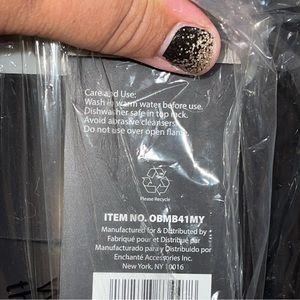 Care and Use:
Wash in warm water before use.
Dishwasher safe in top rack.
Avoid abrasive cleansers.
Do not use over open flame.
Please Recycle
ITEM NO. OBMB41MY
Manufactured for & Distributed by
Fabriqué pour et Distribué par
Manufacturado para y Distribuido por
Enchanté Accessories Inc.
New York, NY 10016